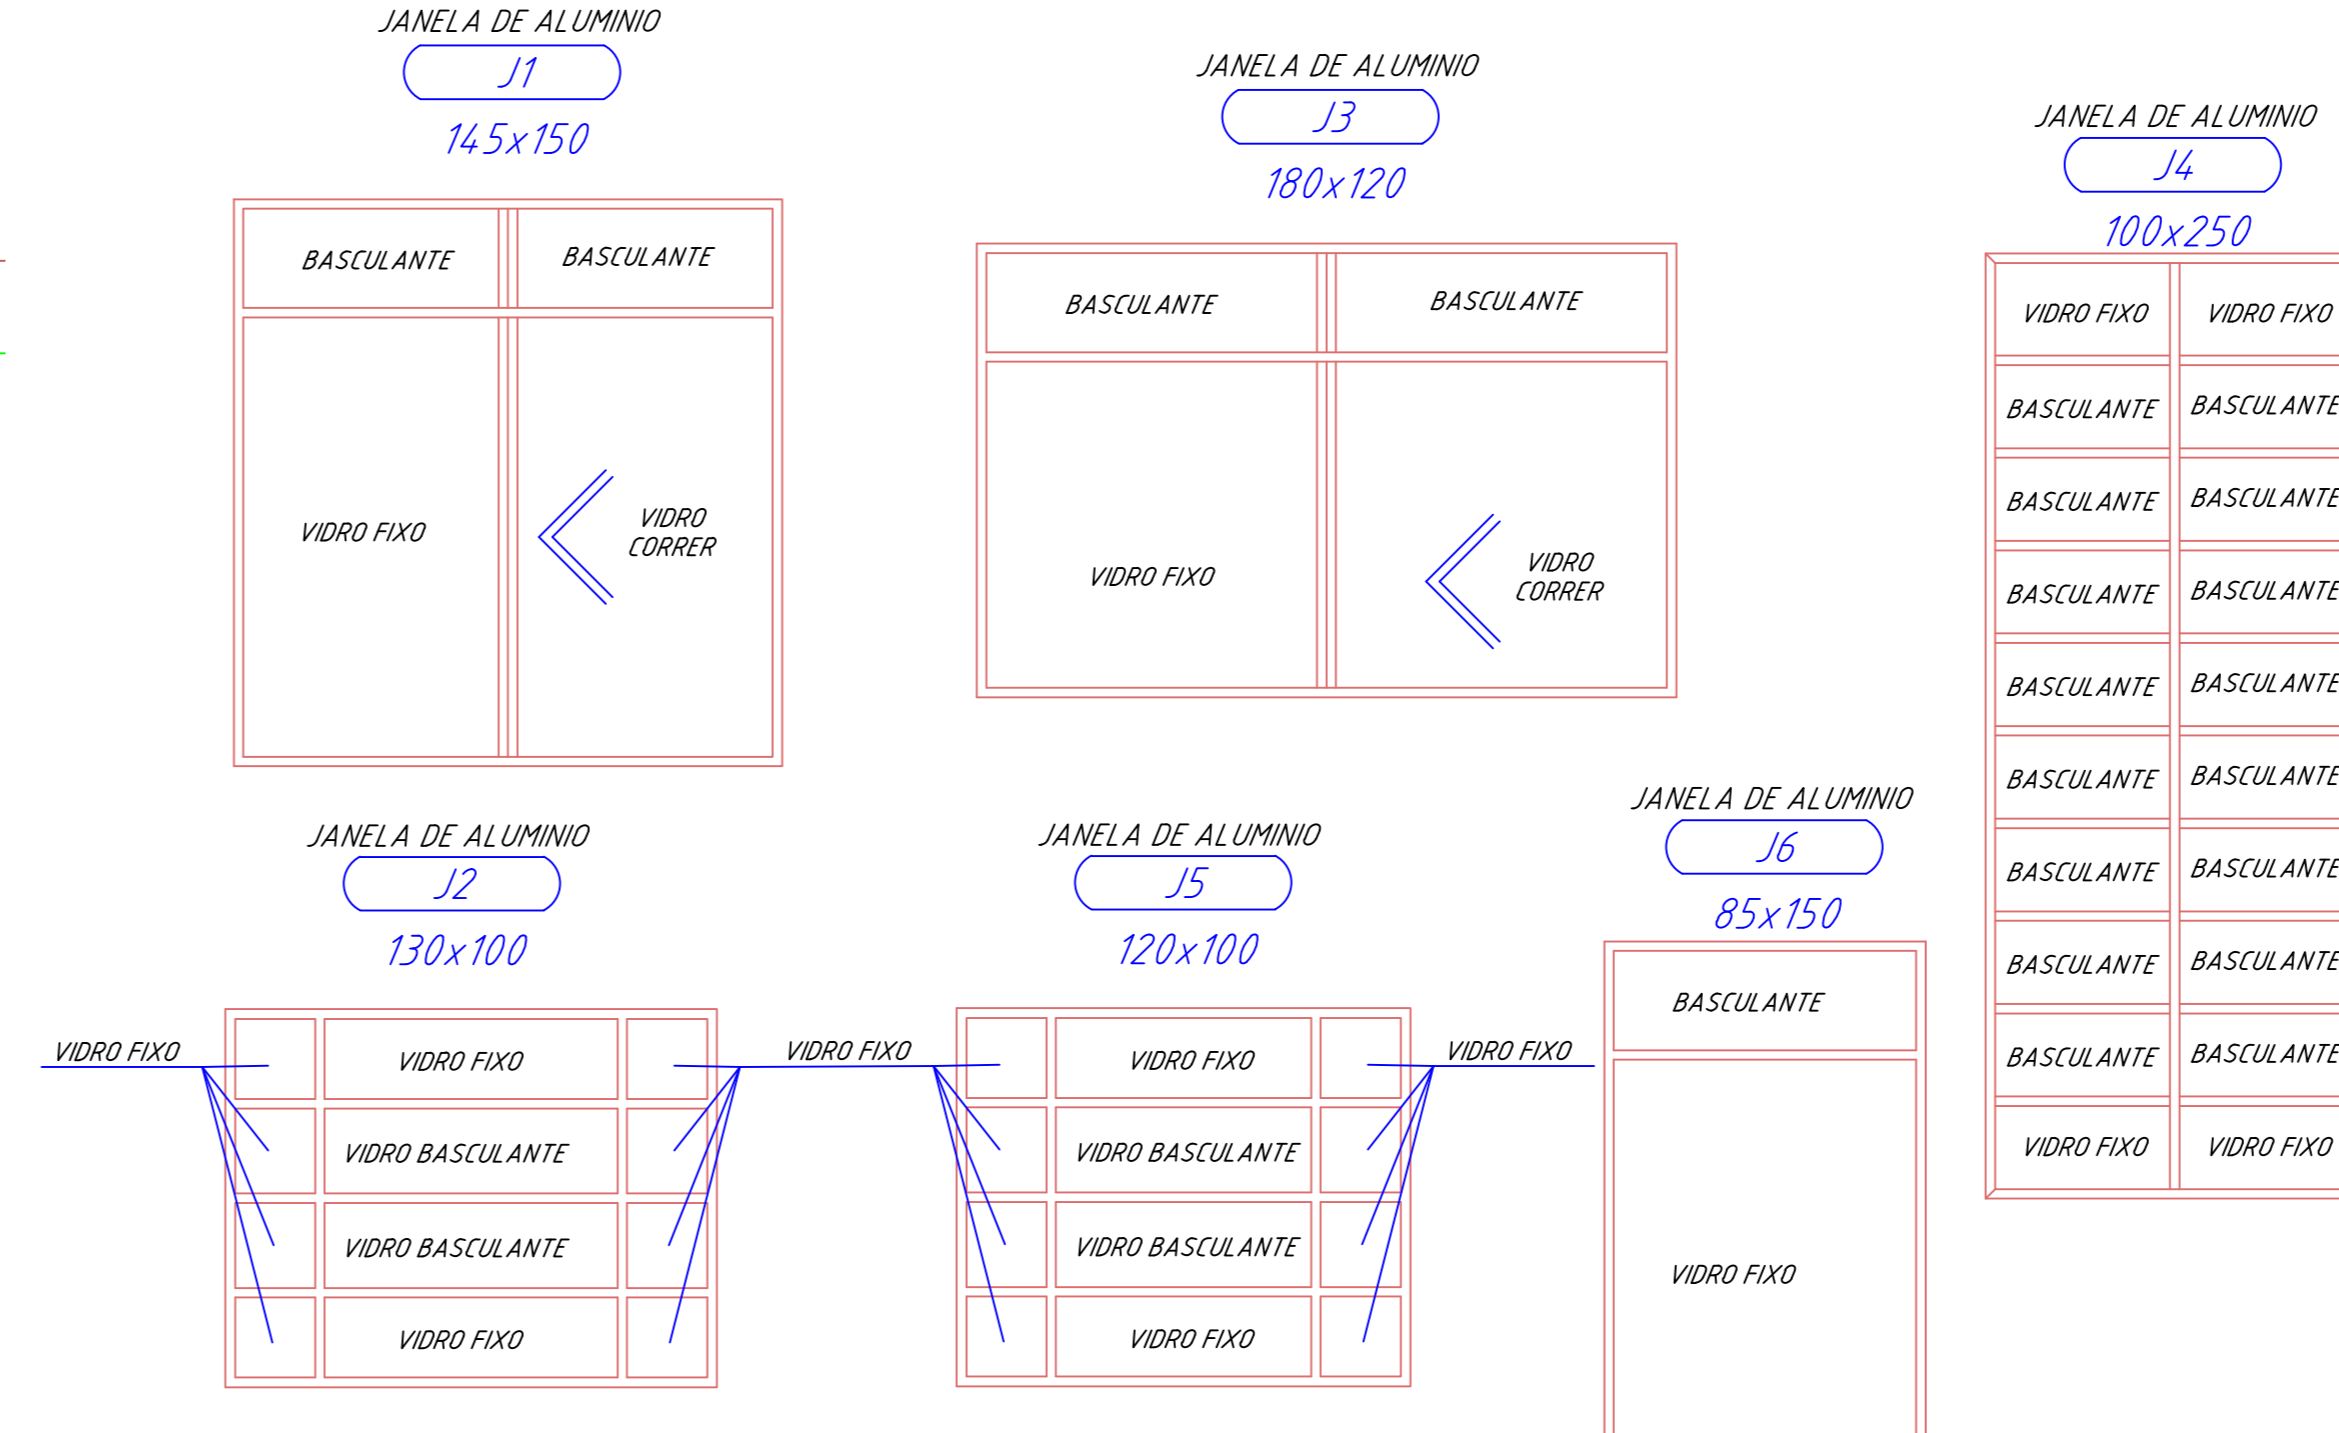 JANELA DE ALUMINIO
J1
145x150
BASCULANTE
BASCULANTE
VIDRO FIXO
VIDRO
CORRER
JANELA DE ALUMINIO
J3
180x120
BASCULANTE
BASCULANTE
VIDRO FIXO
VIDRO
CORRER
JANELA DE ALUMINIO
J4
100x250
VIDRO FIXO VIDRO FIXO
BASCULANTE BASCULANTE
BASCULANTE BASCULANTE
BASCULANTE BASCULANTE
BASCULANTE BASCULANTE
BASCULANTE BASCULANTE
BASCULANTE BASCULANTE
BASCULANTE BASCULANTE
BASCULANTE BASCULANTE
VIDRO FIXO VIDRO FIXO
JANELA DE ALUMINIO
J2
130x100
VIDRO FIXO
VIDRO FIXO
VIDRO BASCULANTE
VIDRO BASCULANTE
VIDRO FIXO
VIDRO FIXO
JANELA DE ALUMINIO
J5
120x100
VIDRO FIXO
VIDRO BASCULANTE
VIDRO BASCULANTE
VIDRO FIXO
VIDRO FIXO
JANELA DE ALUMINIO
J6
85x150
BASCULANTE
VIDRO FIXO